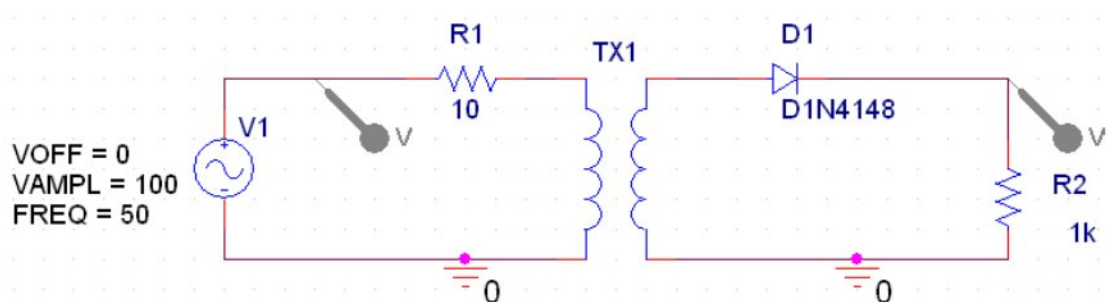 R1
TX1
D1
10
D1N4148
V1
V
V
VOFF = 0
VAMPL = 100
FREQ = 50
R2
1k
0
0